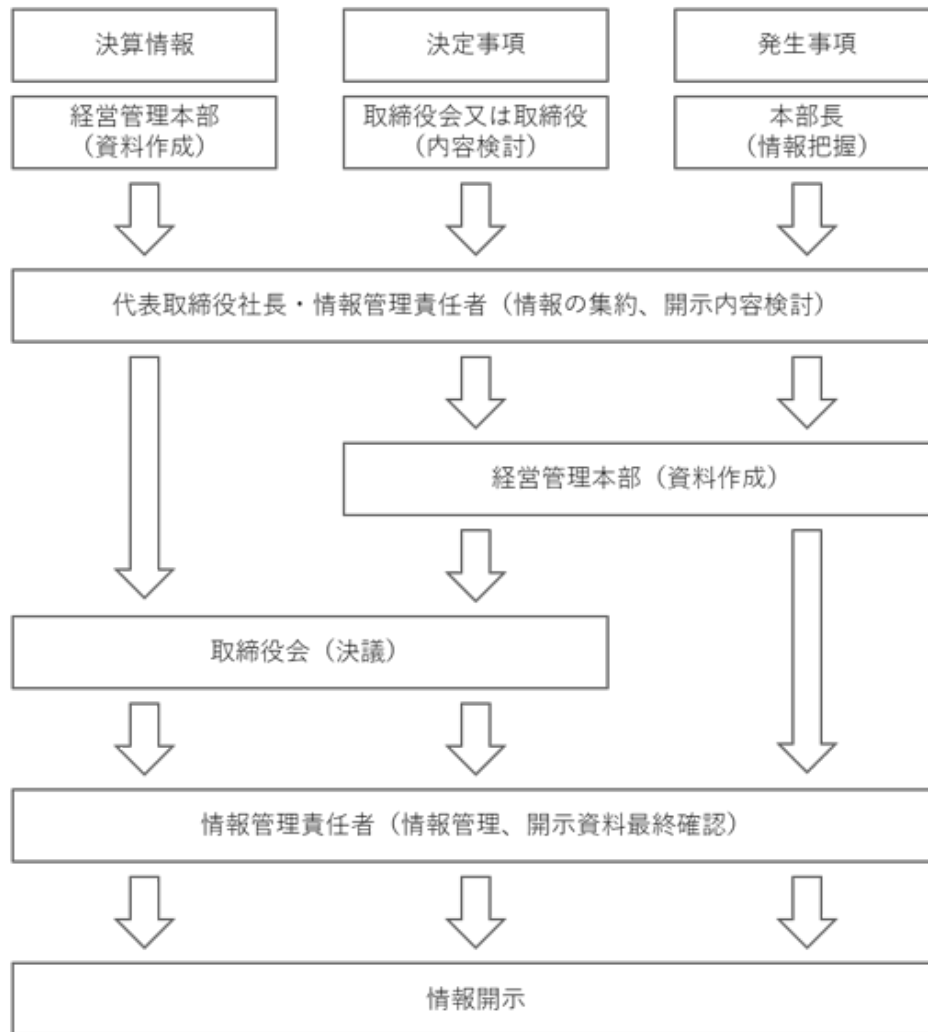 決算情報
決定事項
発生事項
経営管理本部
(資料作成)
取締役会又は取締役
(内容検討)
本部長
(情報把握)
代表取締役社長・情報管理責任者(情報の集約、開示内容検討)
経営管理本部(資料作成)
取締役会(決議)
情報管理責任者(情報管理、開示資料最終確認)
情報開示